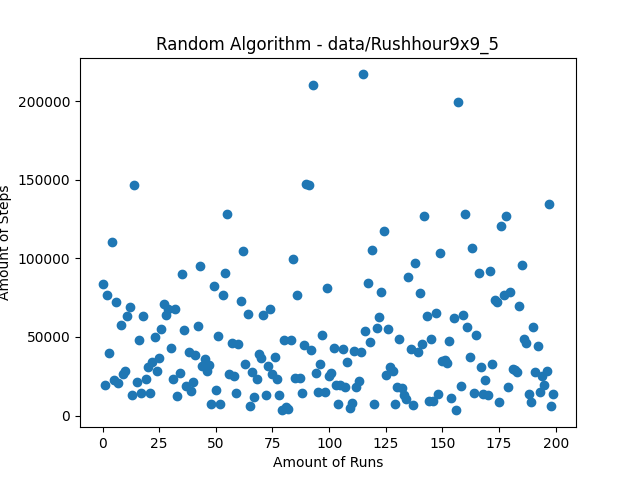 Random Algorithm - data/Rushhour9x9_5
200000
150000
100000
50000
0
Amount of Steps
0 25 50 75 100 125 150 175 200
Amount of Runs